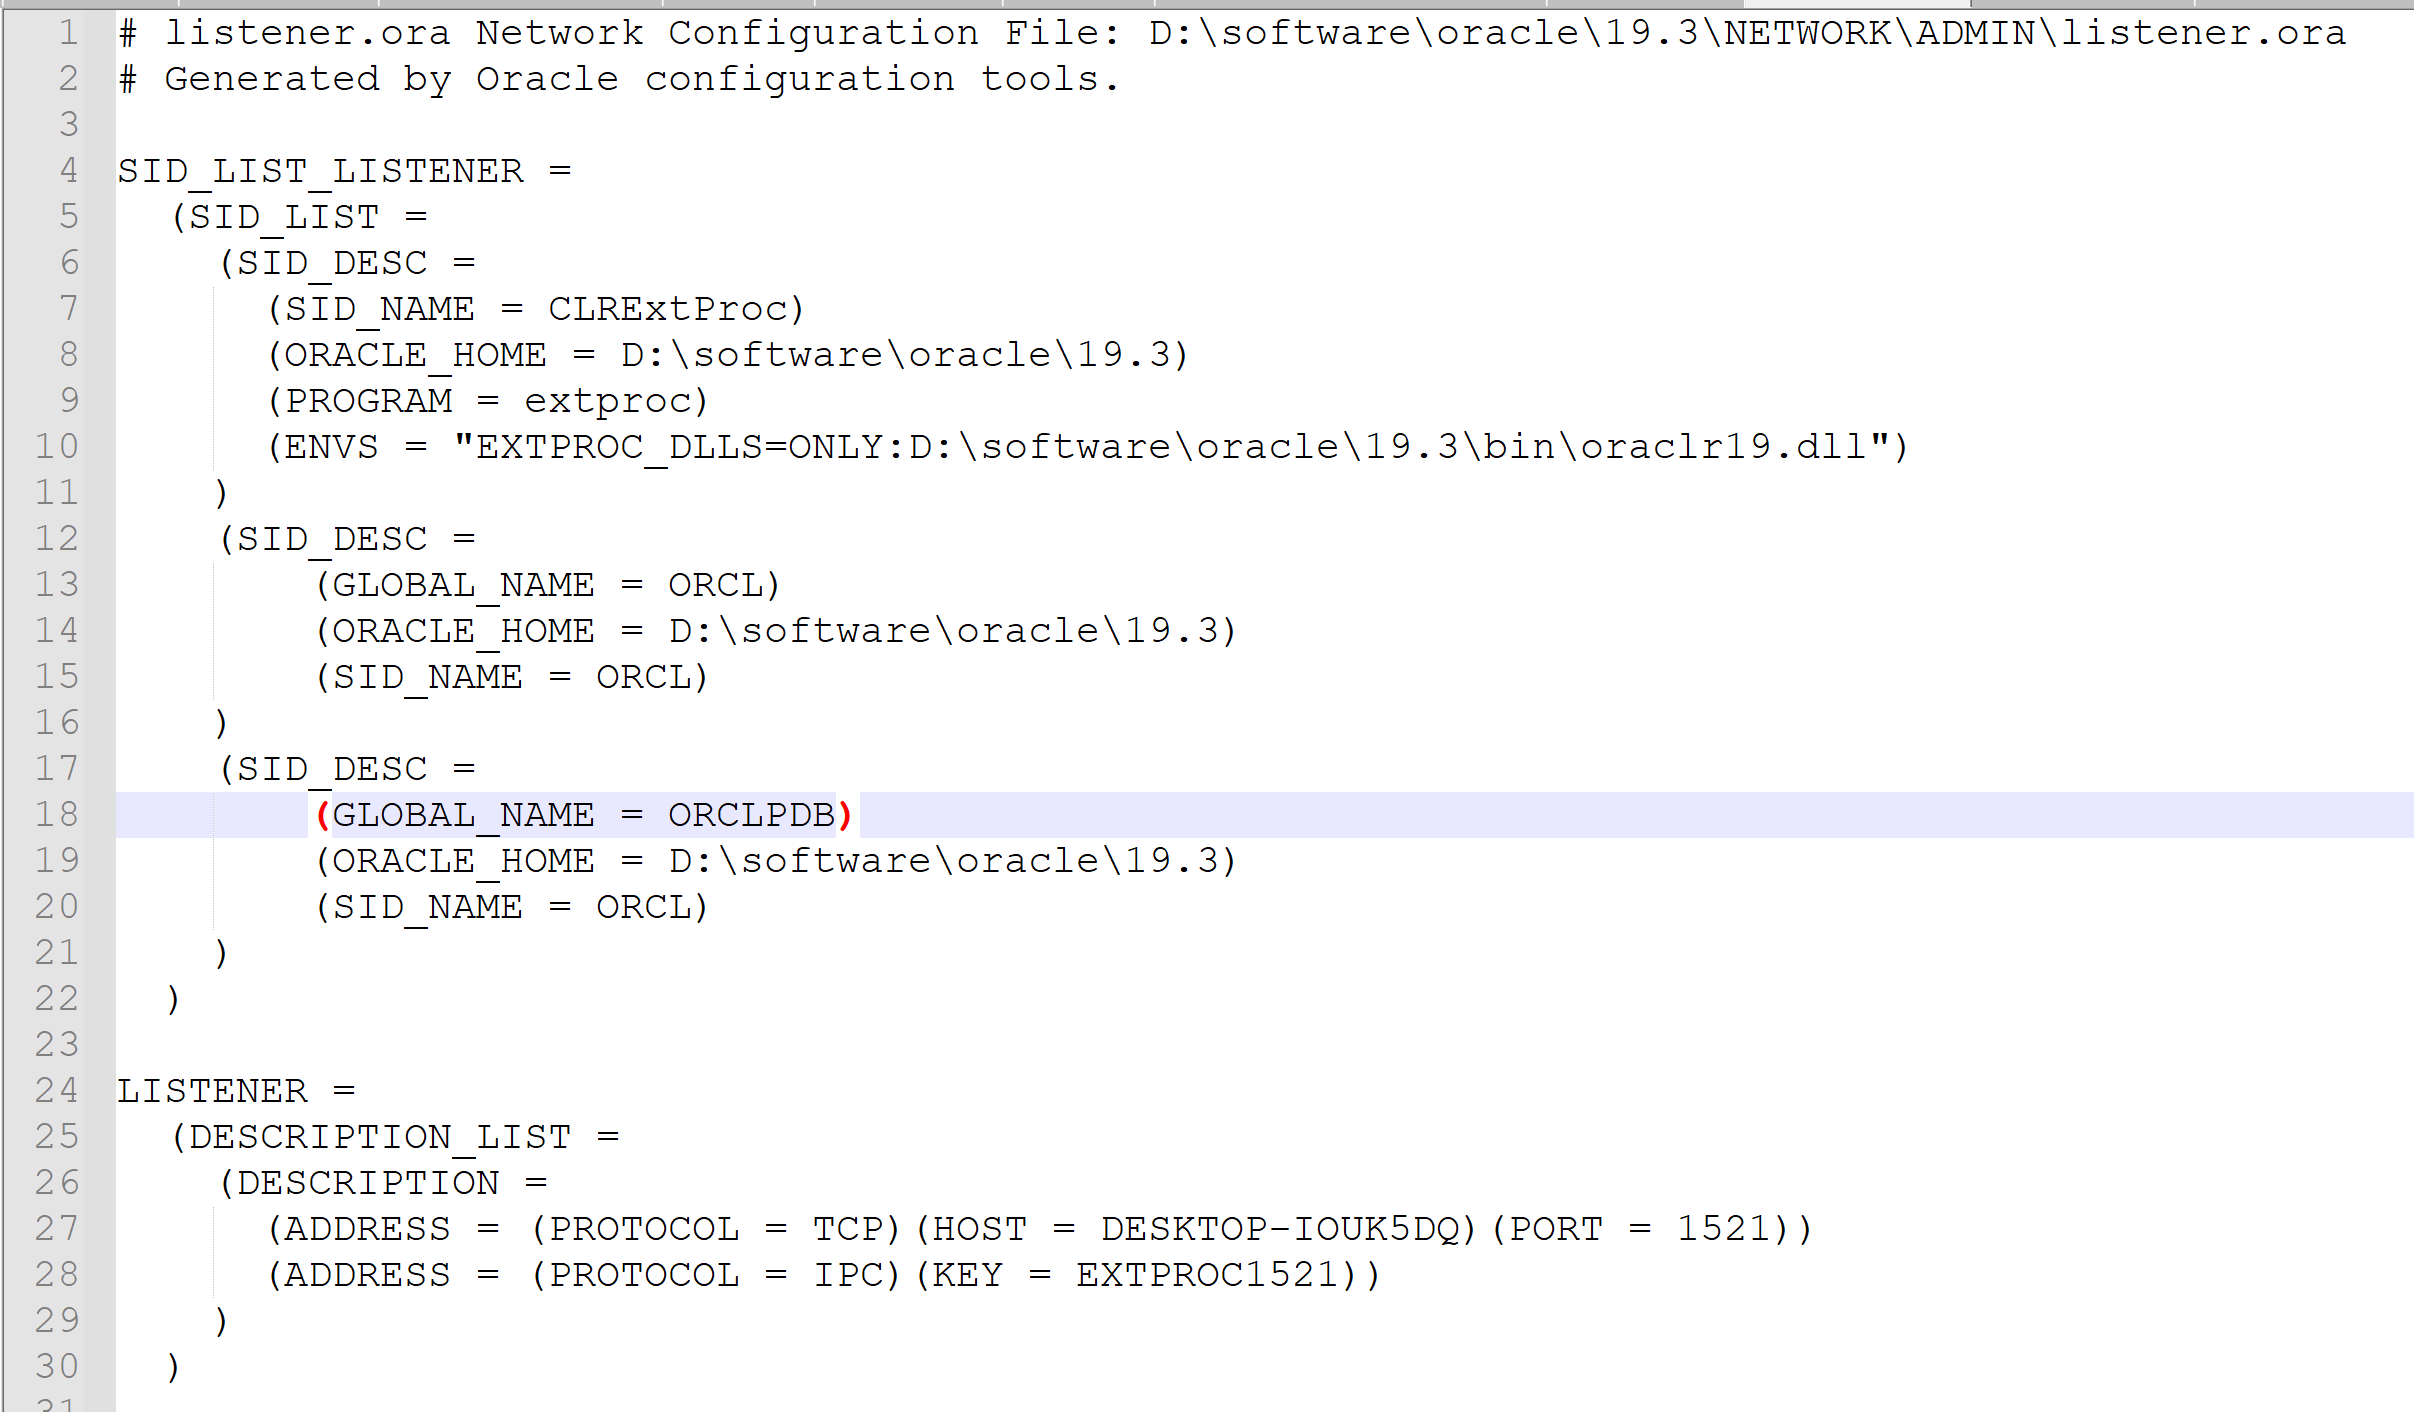 1 # listener.ora Network Configuration File: D:\software\oracle\19.3\NETWORK\ADMIN\listener.ora
2 # Generated by Oracle configuration tools.
3
4 SID_LIST_LISTENER =
5   (SID_LIST =
6     (SID_DESC =
7       (SID_NAME = CLRExtProc)
8       (ORACLE_HOME = D:\software\oracle\19.3)
9       (PROGRAM = extproc)
10       (ENVS = "EXTPROC_DLLS=ONLY:D:\software\oracle\19.3\bin\oraclr19.dll")
11     )
12     (SID_DESC =
13         (GLOBAL_NAME = ORCL)
14         (ORACLE_HOME = D:\software\oracle\19.3)
15         (SID_NAME = ORCL)
16     )
17     (SID_DESC =
18         (GLOBAL_NAME = ORCLPDB)
19         (ORACLE_HOME = D:\software\oracle\19.3)
20         (SID_NAME = ORCL)
21     )
22   )
23
24 LISTENER =
25   (DESCRIPTION_LIST =
26     (DESCRIPTION =
27       (ADDRESS = (PROTOCOL = TCP)(HOST = DESKTOP-IOUK5DQ)(PORT = 1521))
28       (ADDRESS = (PROTOCOL = IPC)(KEY = EXTPROC1521))
29     )
30   )
31